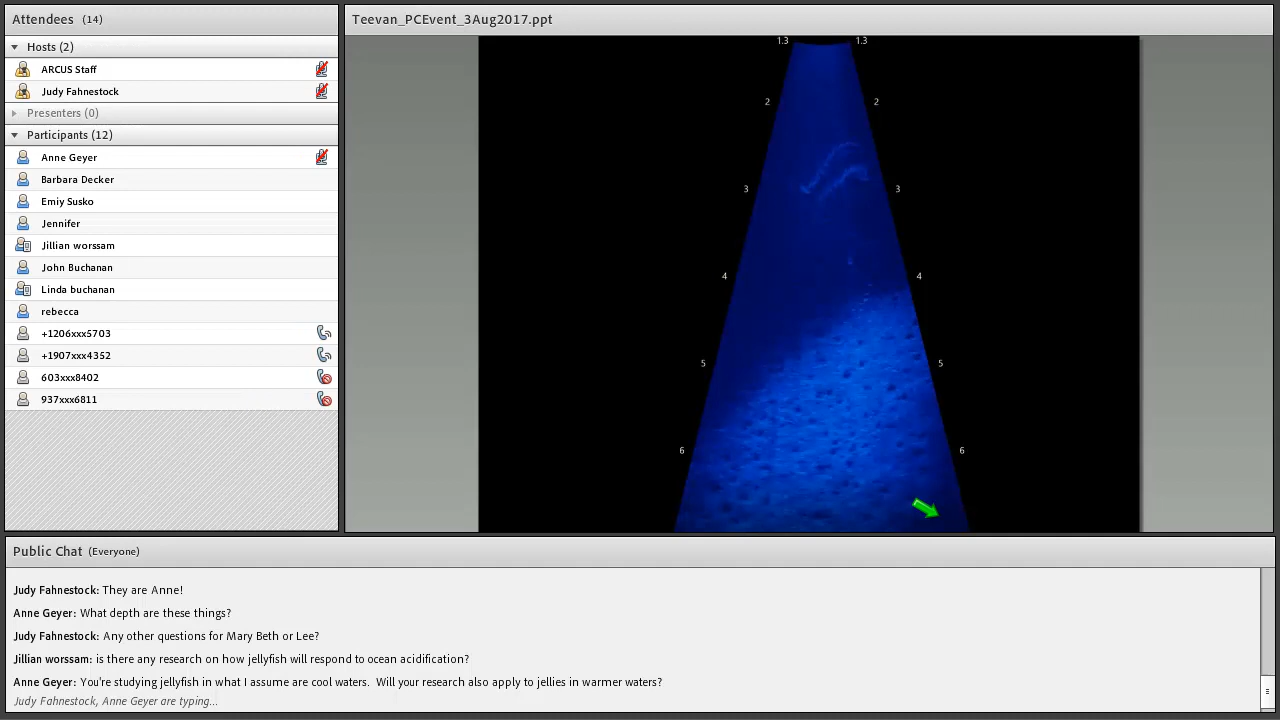 Attendees (14)
Hosts (2)
ARCUS Staff
Judy Fahnestock
Presenters (0)
Participants (12)
Anne Geyer
Barbara Decker
Emiy Susko
Jennifer
Jillian worssam
John Buchanan
Linda buchanan
rebecca
+1206xxx5703
+1907xxx4352
603xxx8402
937xxx6811
Teevan_PCEvent_3Aug2017.ppt
1.3 1.3
2 2
3 3
4 4
5 5
6 6
Public Chat (Everyone)
Judy Fahnestock: They are Anne!
Anne Geyer: What depth are these things?
Judy Fahnestock: Any other questions for Mary Beth or Lee?
Jillian worssam: is there any research on how jellyfish will respond to ocean acidification?
Anne Geyer: You're studying jellyfish in what I assume are cool waters. Will your research also apply to jellies in warmer waters?
Judy Fahnestock, Anne Geyer are typing...